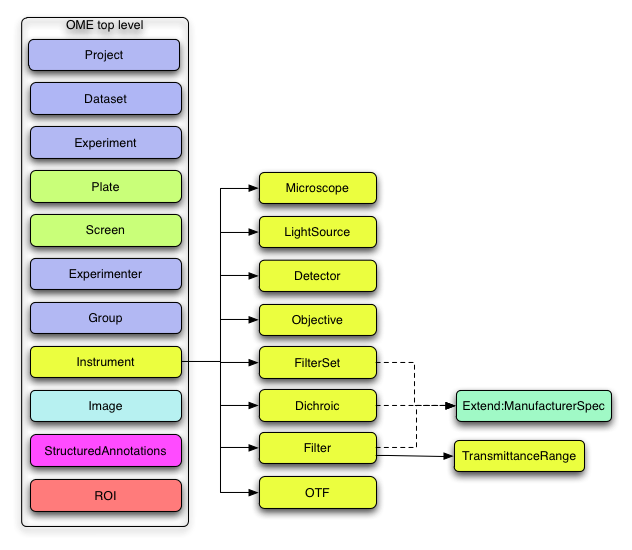 OME top level
Project
Dataset
Experiment
Plate
Screen
Experimenter
Group
Instrument
Image
StructuredAnnotations
ROI
Microscope
LightSource
Detector
Objective
FilterSet
Dichroic
Filter
OTF
Extend:ManufacturerSpec
TransmittanceRange